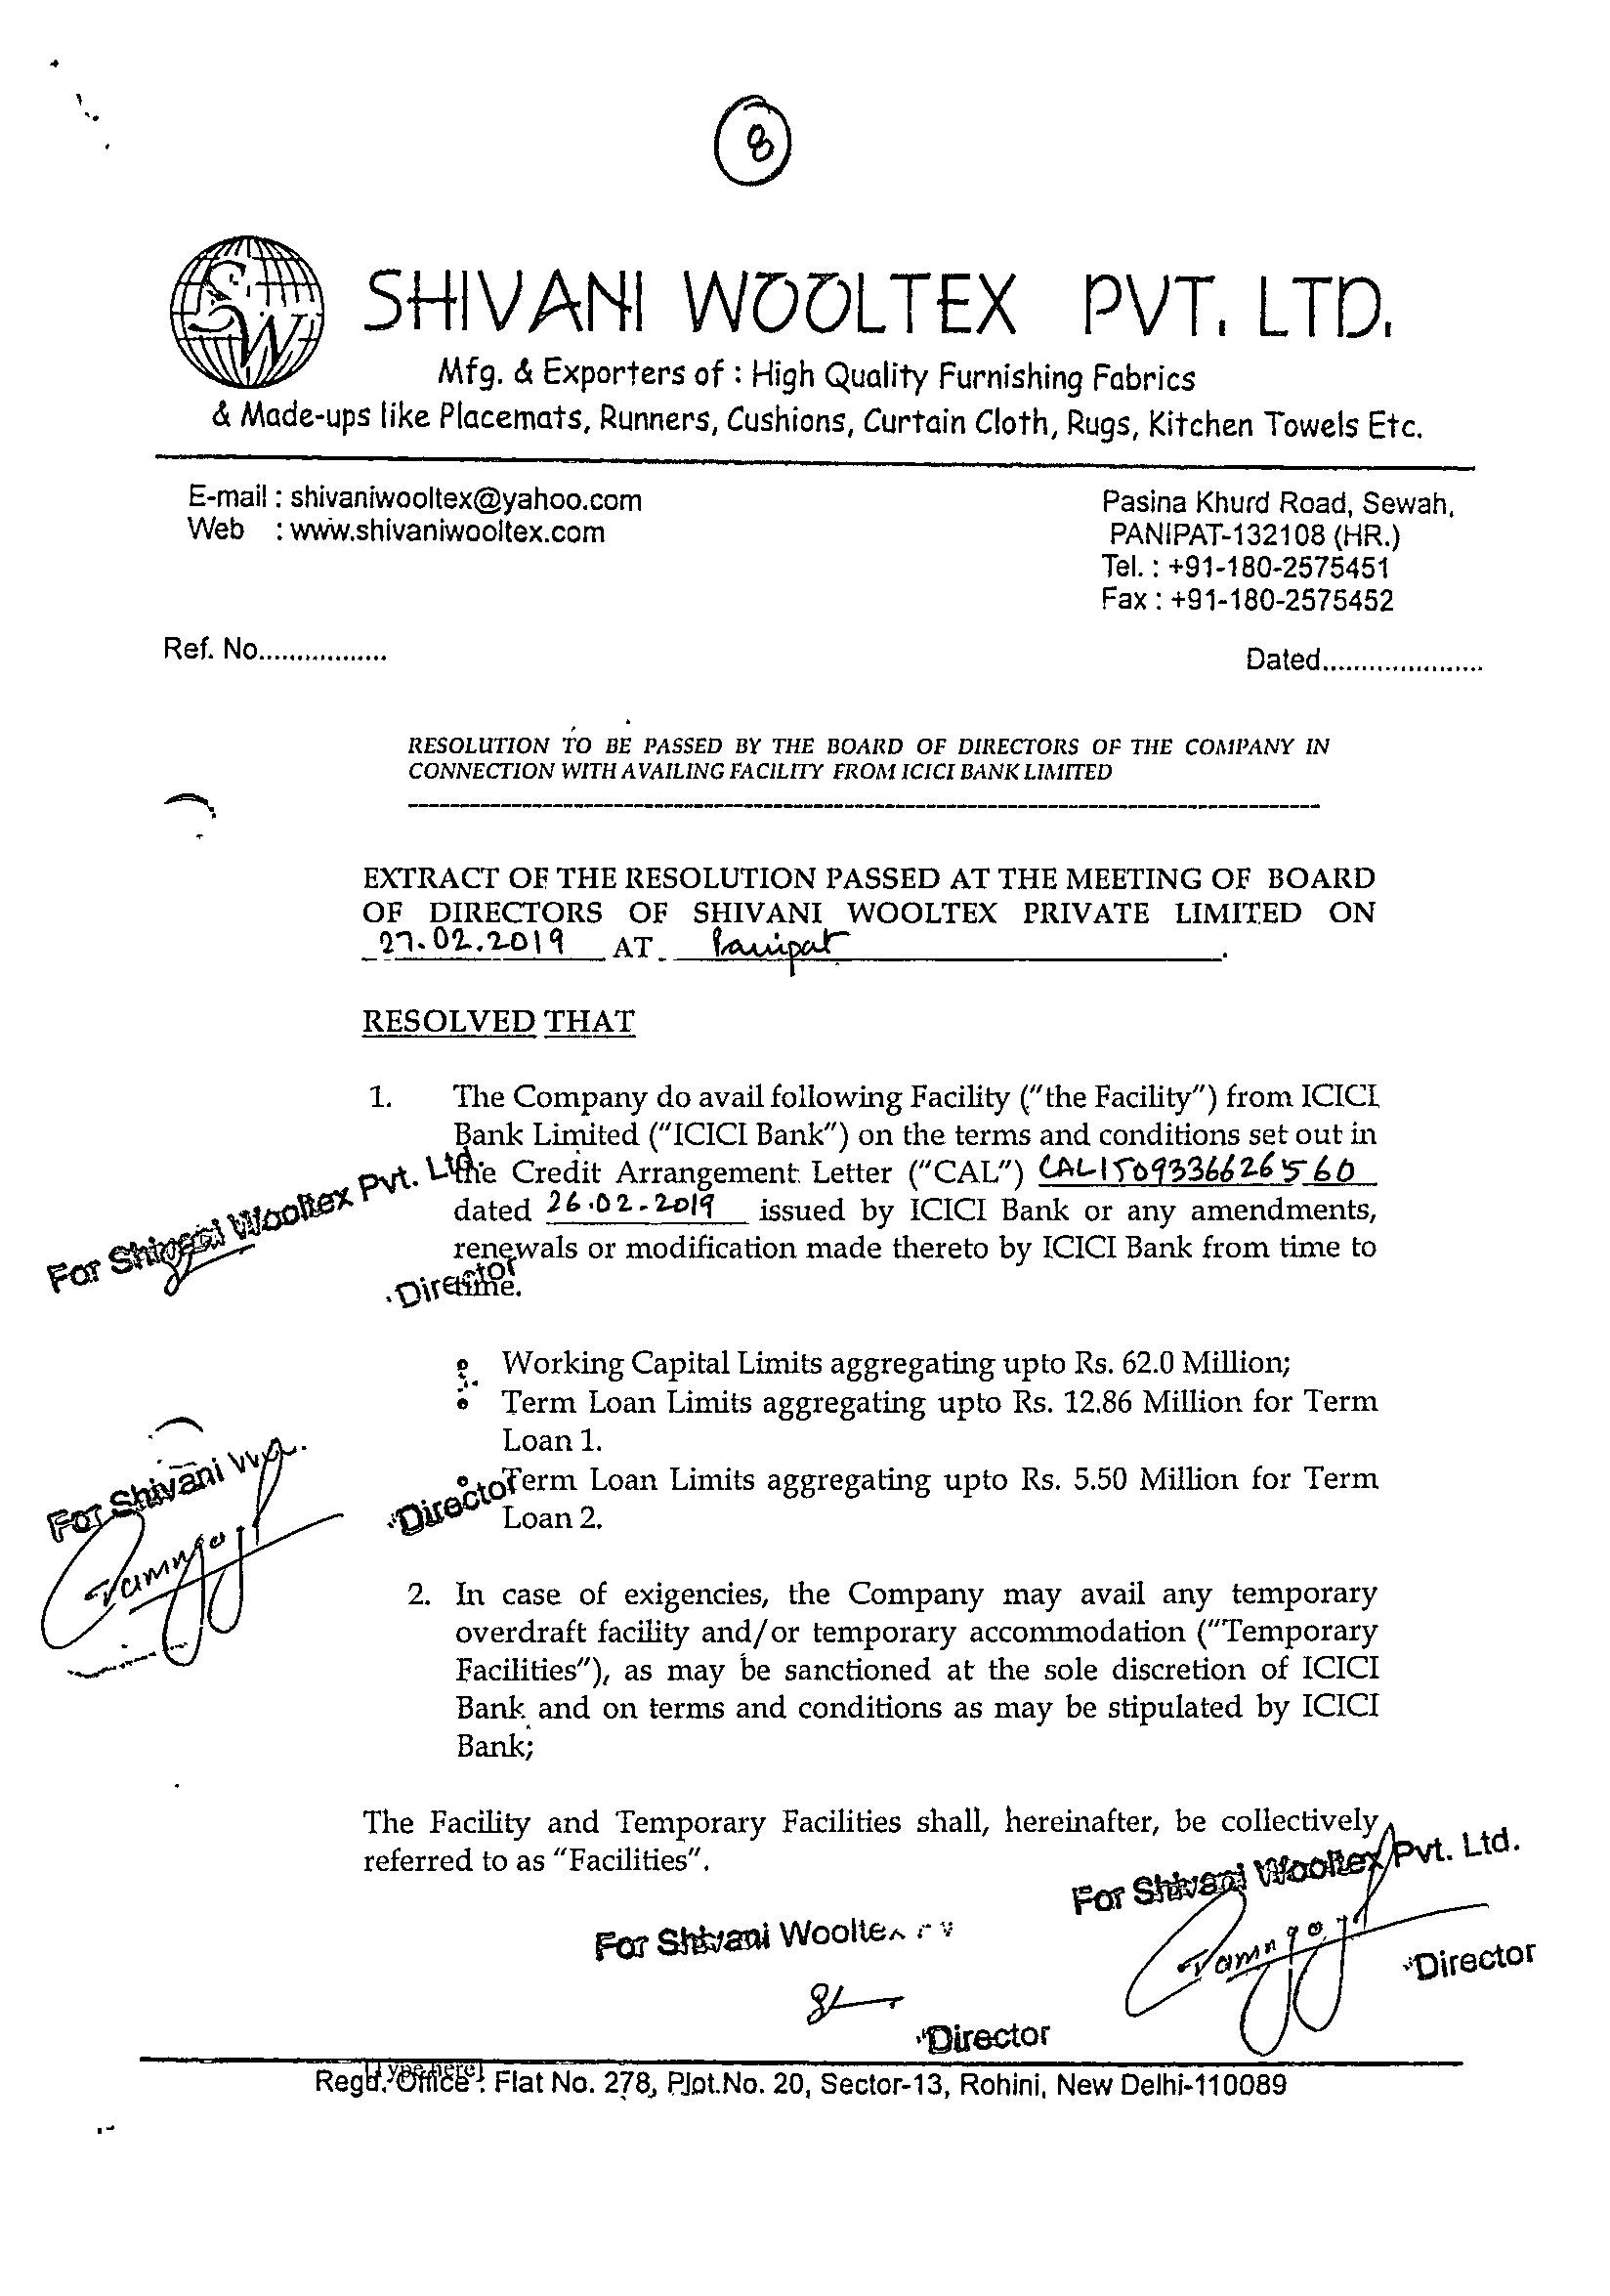 8
SW
SHIVANI WOOLTEX PVT. LTD.
Mfg. & Exporters of : High Quality Furnishing Fabrics
& Made-ups like Placemats, Runners, Cushions, Curtain Cloth, Rugs, Kitchen Towels Etc.
E-mail : shivaniwooltex@yahoo.com
Web : www.shivaniwooltex.com
Pasina Khurd Road, Sewah,
PANIPAT-132108 (HR.)
Tel. : +91-180-2575451
Fax : +91-180-2575452
Ref. No.................
Dated.....................
RESOLUTION TO BE PASSED BY THE BOARD OF DIRECTORS OF THE COMPANY IN
CONNECTION WITH AVAILING FACILITY FROM ICICI BANK LIMITED
EXTRACT OF THE RESOLUTION PASSED AT THE MEETING OF BOARD
OF DIRECTORS OF SHIVANI WOOLTEX PRIVATE LIMITED ON
27.02.2019 AT Panipat.
RESOLVED THAT
1. The Company do avail following Facility ("the Facility") from ICICI
Bank Limited ("ICICI Bank") on the terms and conditions set out in
the Credit Arrangement Letter ("CAL") CAL1509336626560
dated 26.02.2019 issued by ICICI Bank or any amendments,
renewals or modification made thereto by ICICI Bank from time to
time.
For Shivani Wooltex Pvt. Ltd.
Director
• Working Capital Limits aggregating upto Rs. 62.0 Million;
• Term Loan Limits aggregating upto Rs. 12.86 Million for Term
Loan 1.
• Term Loan Limits aggregating upto Rs. 5.50 Million for Term
Loan 2.
For Shivani
Director
2. In case of exigencies, the Company may avail any temporary
overdraft facility and/or temporary accommodation ("Temporary
Facilities"), as may be sanctioned at the sole discretion of ICICI
Bank and on terms and conditions as may be stipulated by ICICI
Bank;
The Facility and Temporary Facilities shall, hereinafter, be collectively
referred to as "Facilities".
For Shivani Wooltex Pvt. Ltd.
Director
For Shivani Wooltex
Director
[Type here]
Regd. Office : Flat No. 278, Plot.No. 20, Sector-13, Rohini, New Delhi-110089